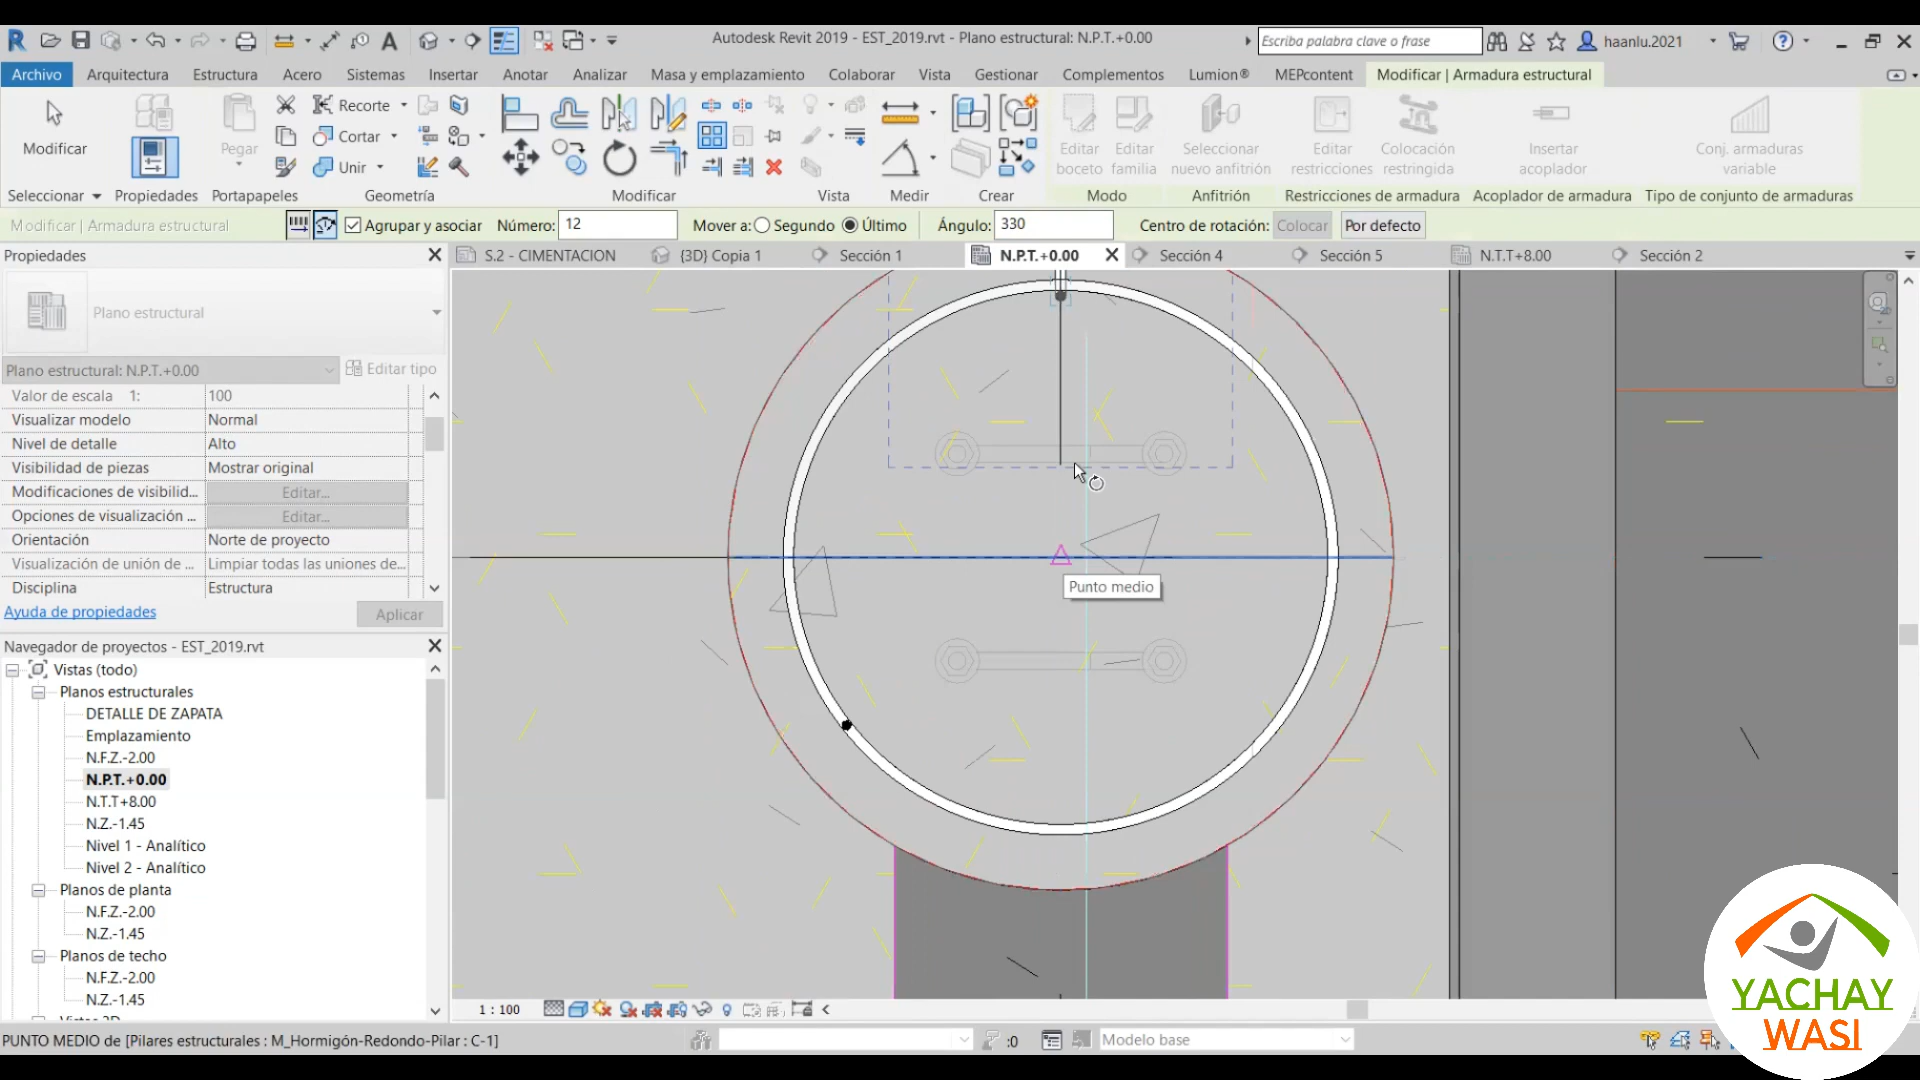 Autodesk Revit 2019 - EST_2019.rvt - Plano estructural: N.P.T.+0.00
Escriba palabra clave o frase
haanlu.2021
Archivo Arquitectura Estructura Acero Sistemas Insertar Anotar Analizar Masa y emplazamiento Colaborar Vista Gestionar Complementos Lumion® MEPcontent Modificar | Armadura estructural
Modificar
Pegar
Recorte
Cortar
Unir
Editar boceto
Editar familia
Seleccionar nuevo anfitrión
Editar restricciones
Colocación restringida
Insertar acoplador
Conj. armaduras variable
Seleccionar Propiedades Portapapeles Geometría Modificar Vista Medir Crear Modo Anfitrión Restricciones de armadura Acoplador de armadura Tipo de conjunto de armaduras
Modificar | Armadura estructural Agrupar y asociar Número: 12 Mover a: Segundo Último Ángulo: 330 Centro de rotación: Colocar Por defecto
Propiedades
S.2 - CIMENTACION {3D} Copia 1 Sección 1 N.P.T.+0.00 Sección 4 Sección 5 N.T.T+8.00 Sección 2
Plano estructural
Plano estructural: N.P.T.+0.00 Editar tipo
Valor de escala 1: 100
Visualizar modelo Normal
Nivel de detalle Alto
Visibilidad de piezas Mostrar original
Modificaciones de visibilid... Editar...
Opciones de visualización ... Editar...
Orientación Norte de proyecto
Visualización de unión de ... Limpiar todas las uniones de...
Disciplina Estructura
Ayuda de propiedades Aplicar
Punto medio
Navegador de proyectos - EST_2019.rvt
Vistas (todo)
Planos estructurales
DETALLE DE ZAPATA
Emplazamiento
N.F.Z.-2.00
N.P.T.+0.00
N.T.T+8.00
N.Z.-1.45
Nivel 1 - Analítico
Nivel 2 - Analítico
Planos de planta
N.F.Z.-2.00
N.Z.-1.45
Planos de techo
N.F.Z.-2.00
N.Z.-1.45
1 : 100
PUNTO MEDIO de [Pilares estructurales : M_Hormigón-Redondo-Pilar : C-1]
:0
Modelo base
YACHAY
WASI